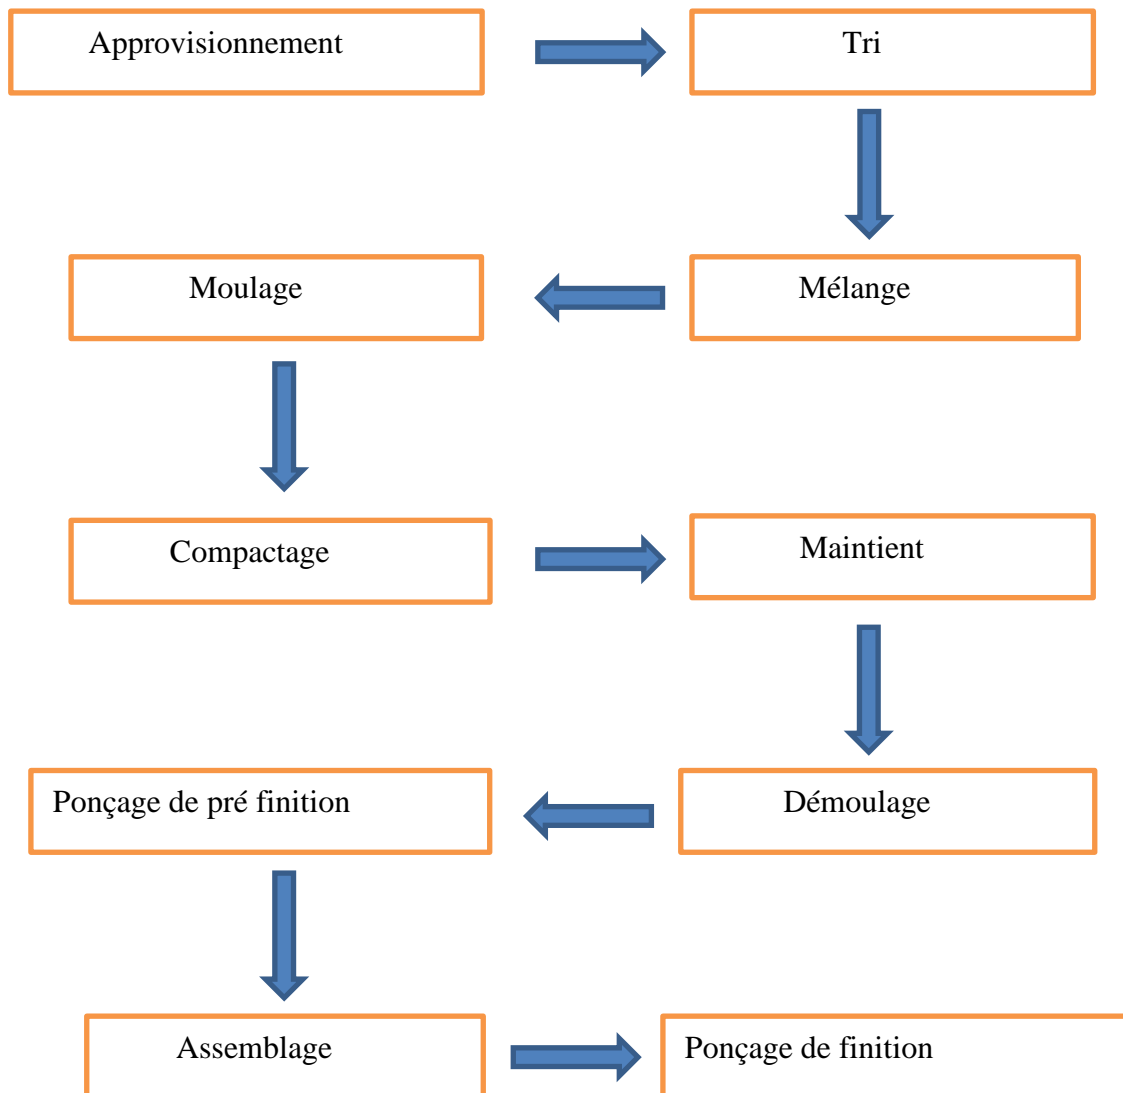 Approvisionnement
Tri
Mélange
Moulage
Compactage
Maintient
Démoulage
Ponçage de pré finition
Assemblage
Ponçage de finition